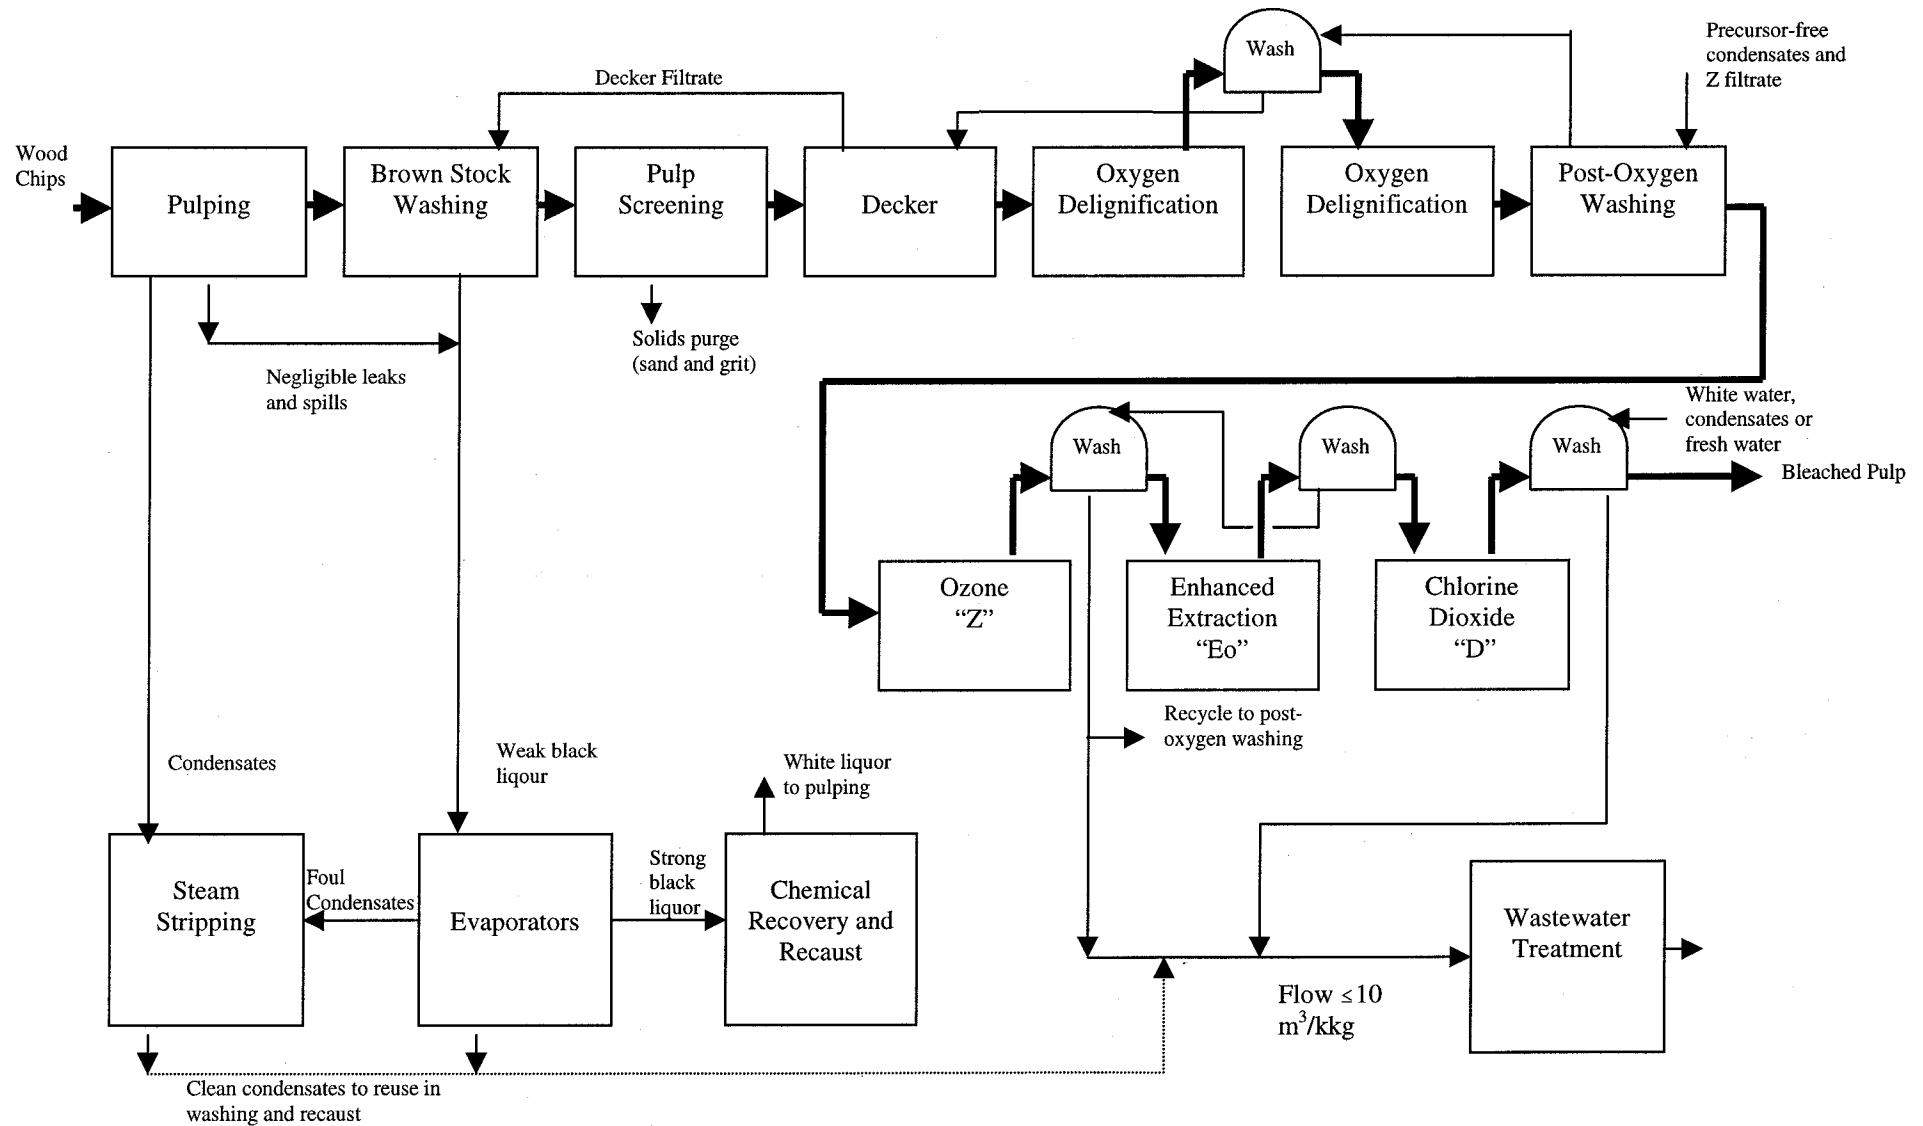 Wash
Precursor-free
condensates and
Z filtrate
Decker Filtrate
Wood
Chips
Pulping
Brown Stock
Washing
Pulp
Screening
Decker
Oxygen
Delignification
Oxygen
Delignification
Post-Oxygen
Washing
Solids purge
(sand and grit)
Negligible leaks
and spills
White water,
condensates or
fresh water
Wash
Wash
Wash
Bleached Pulp
Ozone
“Z”
Enhanced
Extraction
“Eo”
Chlorine
Dioxide
“D”
Recycle to post-
oxygen washing
Condensates
Weak black
liqour
White liquor
to pulping
Steam
Stripping
Foul
Condensates
Evaporators
Strong
black
liquor
Chemical
Recovery and
Recaust
Wastewater
Treatment
Flow ≤10
m³/kkg
Clean condensates to reuse in
washing and recaust